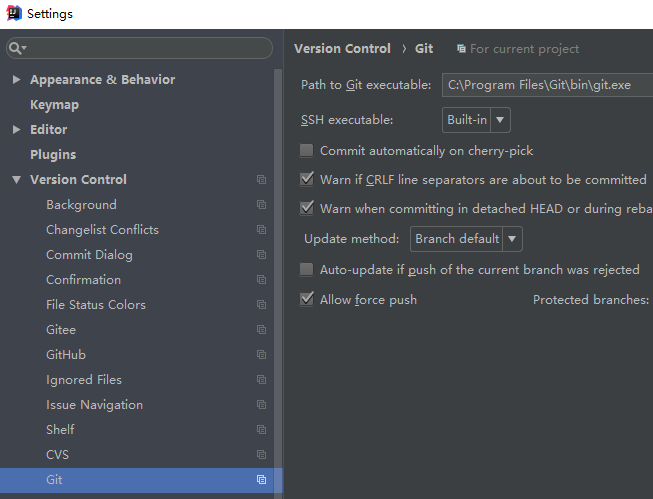 Settings
Appearance & Behavior
Keymap
Editor
Plugins
Version Control
Background
Changelist Conflicts
Commit Dialog
Confirmation
File Status Colors
Gitee
GitHub
Ignored Files
Issue Navigation
Shelf
CVS
Git
Version Control › Git For current project
Path to Git executable: C:\Program Files\Git\bin\git.exe
SSH executable: Built-in
Commit automatically on cherry-pick
Warn if CRLF line separators are about to be committed
Warn when committing in detached HEAD or during reba
Update method: Branch default
Auto-update if push of the current branch was rejected
Allow force push Protected branches: